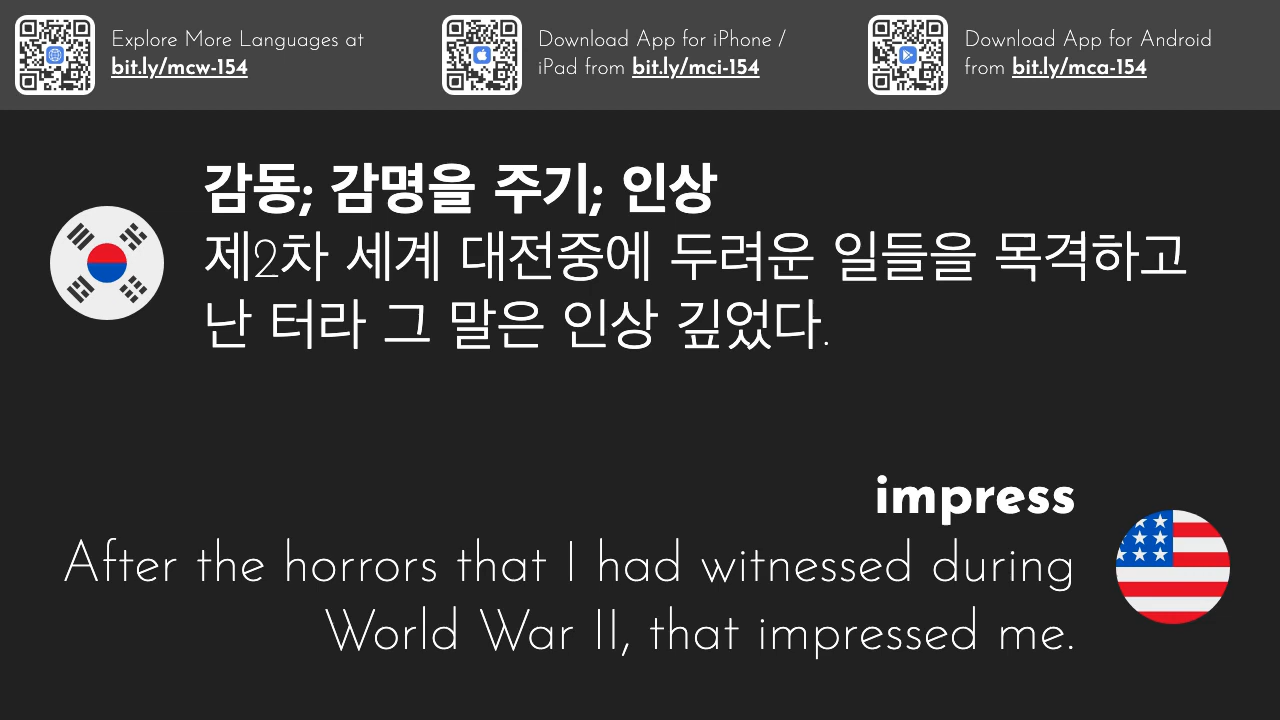 Explore More Languages at
bit.ly/mcw-154
Download App for iPhone /
iPad from bit.ly/mci-154
Download App for Android
from bit.ly/mca-154
감동; 감명을 주기; 인상
제2차 세계 대전중에 두려운 일들을 목격하고
난 터라 그 말은 인상 깊었다.
impress
After the horrors that I had witnessed during
World War II, that impressed me.